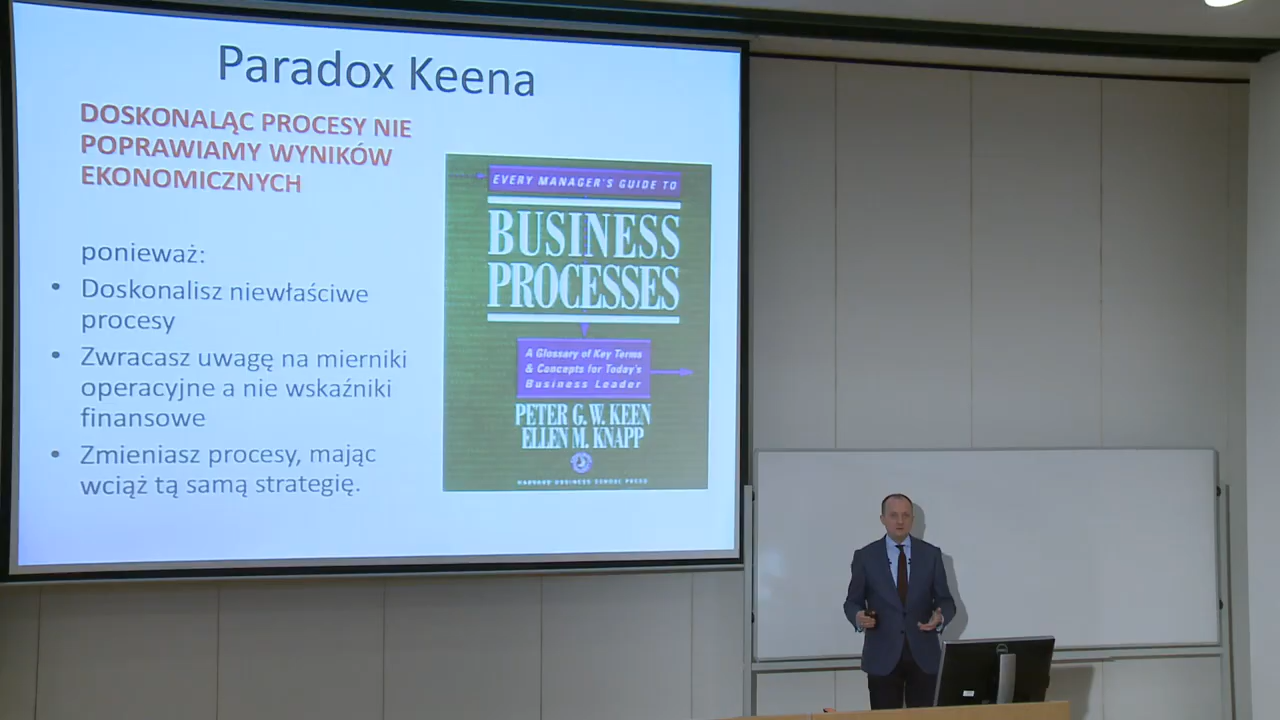 Paradox Keena
DOSKONALĄC PROCESY NIE
POPRAWIAMY WYNIKÓW
EKONOMICZNYCH
ponieważ:
• Doskonalisz niewłaściwe
procesy
• Zwracasz uwagę na mierniki
operacyjne a nie wskaźniki
finansowe
• Zmieniasz procesy, mając
wciąż tą samą strategię.
EVERY MANAGER'S GUIDE TO
BUSINESS
PROCESSES
A Glossary of Key Terms
& Concepts for Today's
Business Leader
PETER G.W. KEEN
ELLEN M. KNAPP
HARVARD BUSINESS SCHOOL PRESS
DELL